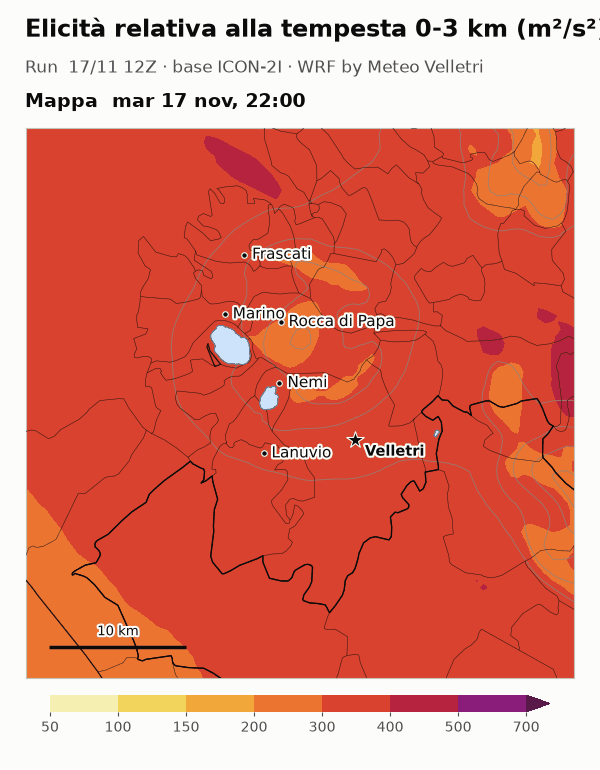 Elicità relativa alla tempesta 0-3 km (m²/s²)
Run 17/11 12Z · base ICON-2I · WRF by Meteo Velletri
Mappa mar 17 nov, 22:00
Frascati
Marino
Rocca di Papa
Nemi
Velletri
Lanuvio
10 km
50 100 150 200 300 400 500 700